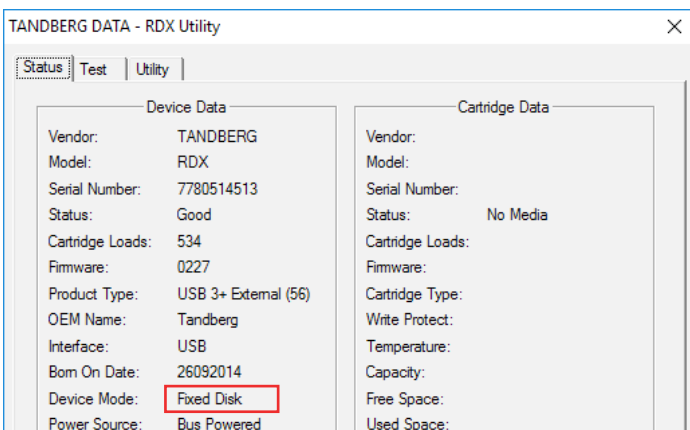 TANDBERG DATA - RDX Utility
Status Test Utility
Device Data
Vendor: TANDBERG
Model: RDX
Serial Number: 7780514513
Status: Good
Cartridge Loads: 534
Firmware: 0227
Product Type: USB 3+ External (56)
OEM Name: Tandberg
Interface: USB
Born On Date: 26092014
Device Mode: Fixed Disk
Power Source: Bus Powered
Cartridge Data
Vendor:
Model:
Serial Number:
Status: No Media
Cartridge Loads:
Firmware:
Cartridge Type:
Write Protect:
Temperature:
Capacity:
Free Space:
Used Space: